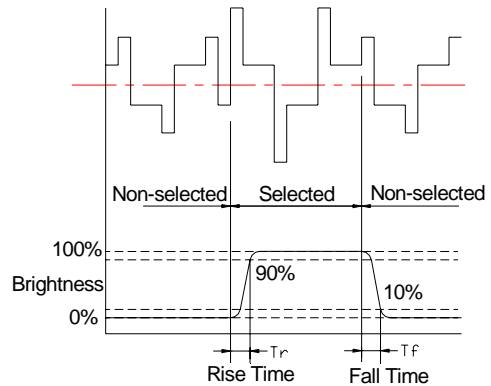 Non-selected Selected Non-selected
100%
90%
Brightness
10%
0%
Tr Tf
Rise Time Fall Time